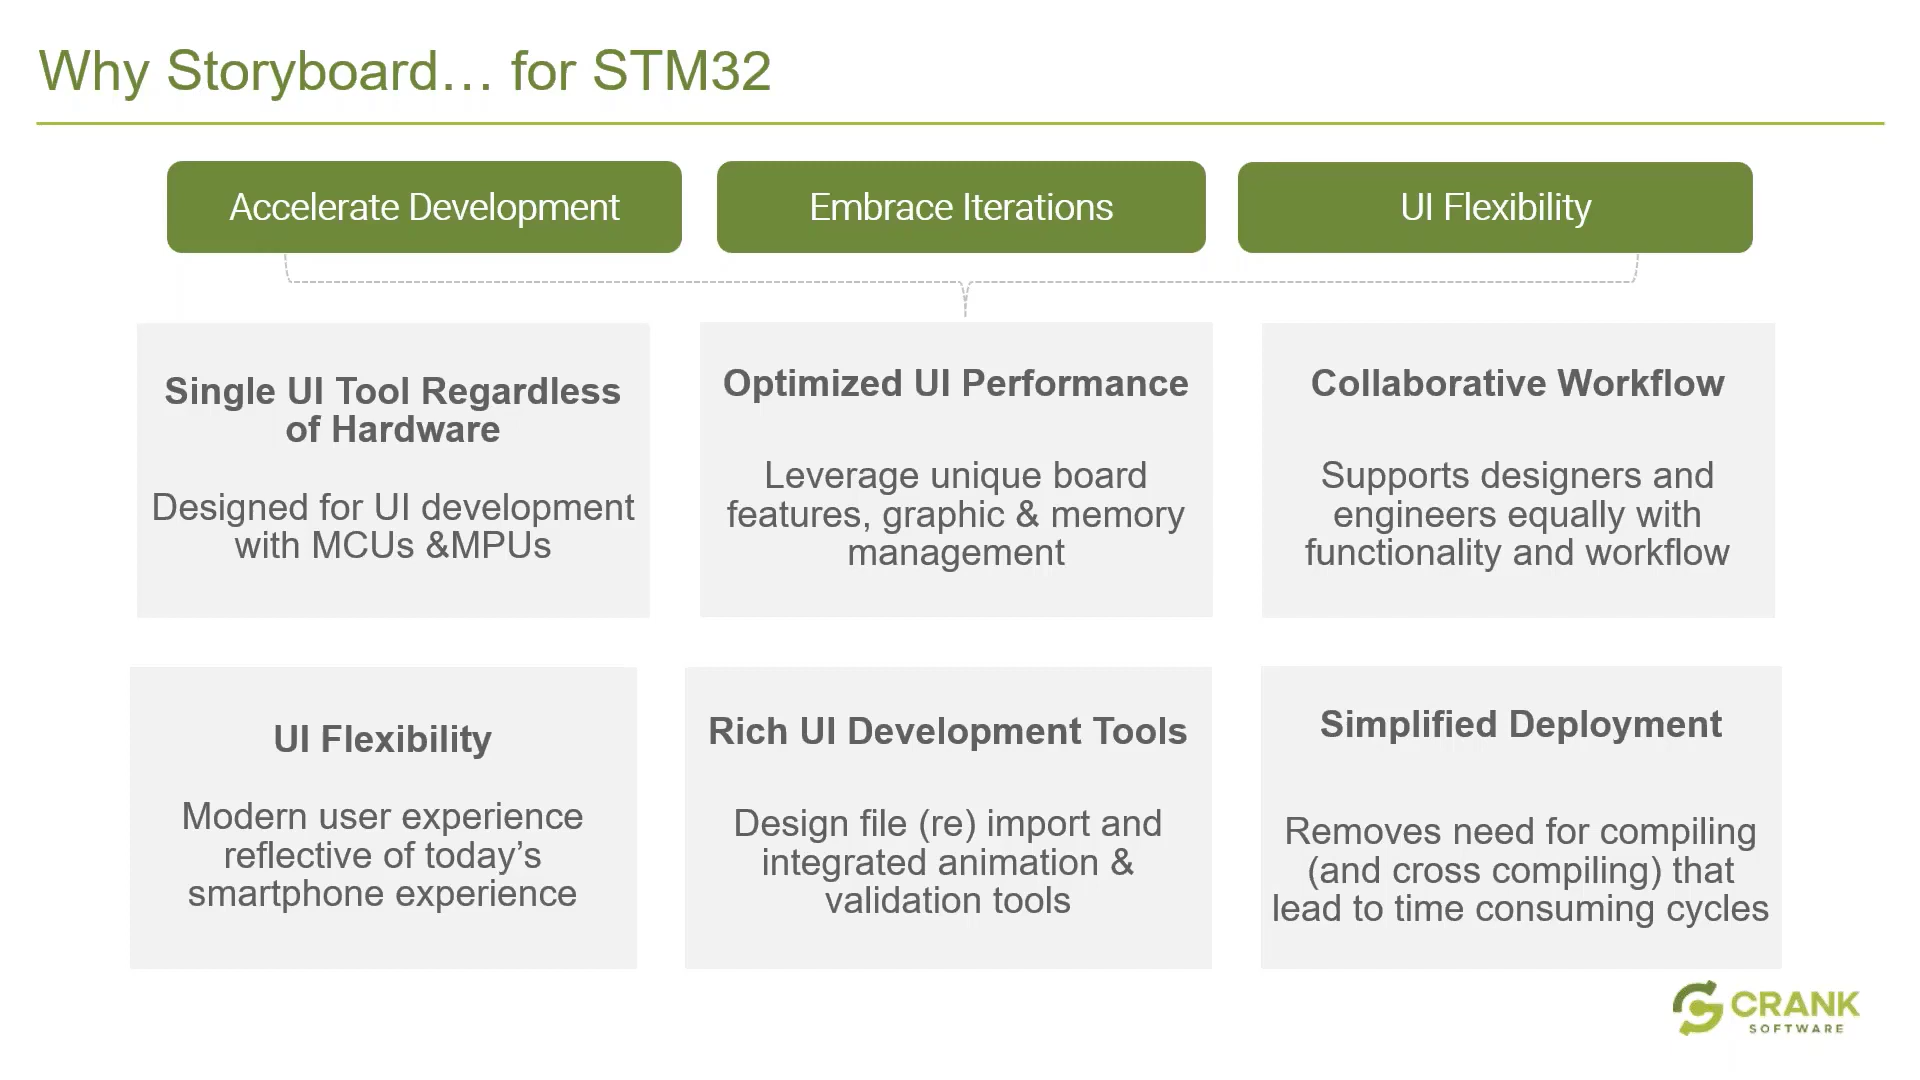 Why Storyboard… for STM32
Accelerate Development
Embrace Iterations
UI Flexibility
Single UI Tool Regardless
of Hardware
Designed for UI development
with MCUs &MPUs
Optimized UI Performance
Leverage unique board
features, graphic & memory
management
Collaborative Workflow
Supports designers and
engineers equally with
functionality and workflow
UI Flexibility
Modern user experience
reflective of today’s
smartphone experience
Rich UI Development Tools
Design file (re) import and
integrated animation &
validation tools
Simplified Deployment
Removes need for compiling
(and cross compiling) that
lead to time consuming cycles
CRANK
SOFTWARE